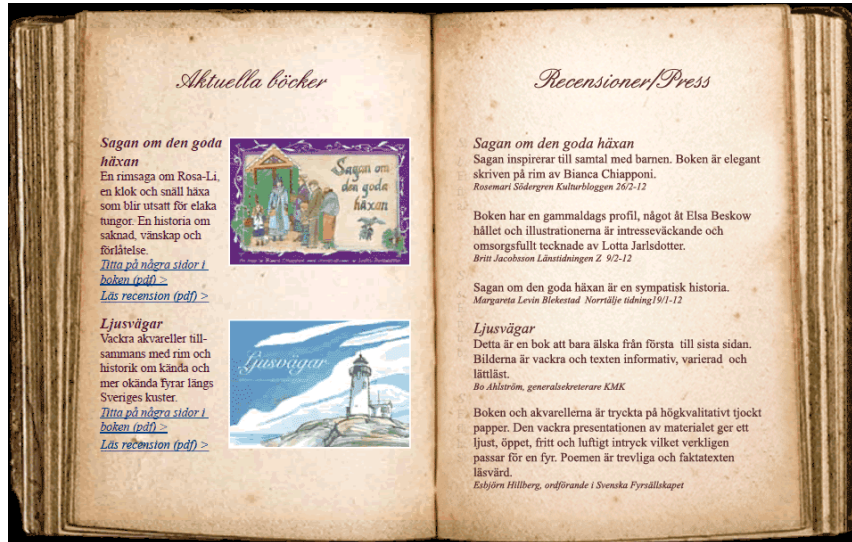 Aktuella böcker
Sagan om den goda
häxan
En rimsaga om Rosa-Li,
en klok och snäll häxa
som blir utsatt för elaka
tungor. En historia om
saknad, vänskap och
förlåtelse.
Titta på några sidor i
boken (pdf) >
Läs recension (pdf) >
Sagan om
den goda
häxan
Ljusvägar
Vackra akvareller till-
sammans med rim och
historik om kända och
mer okända fyrar längs
Sveriges kuster.
Titta på några sidor i
boken (pdf) >
Läs recension (pdf) >
Ljusvägar
Recensioner/Press
Sagan om den goda häxan
Sagan inspirerar till samtal med barnen. Boken är elegant
skriven på rim av Bianca Chiapponi.
Rosemari Södergren Kulturbloggen 26/2-12
Boken har en gammaldags profil, något åt Elsa Beskow
hållet och illustrationerna är intresseväckande och
omsorgsfullt tecknade av Lotta Jarlsdotter.
Britt Jacobsson Länstidningen Z 9/2-12
Sagan om den goda häxan är en sympatisk historia.
Margareta Levin Blekestad Norrtälje tidning19/1-12
Ljusvägar
Detta är en bok att bara älska från första till sista sidan.
Bilderna är vackra och texten informativ, varierad och
lättläst.
Bo Ahlström, generalsekreterare KMK
Boken och akvarellerna är tryckta på högkvalitativt tjockt
papper. Den vackra presentationen av materialet ger ett
ljust, öppet, fritt och luftigt intryck vilket verkligen
passar för en fyr. Poemen är trevliga och faktatexten
läsvärd.
Esbjörn Hillberg, ordförande i Svenska Fyrsällskapet